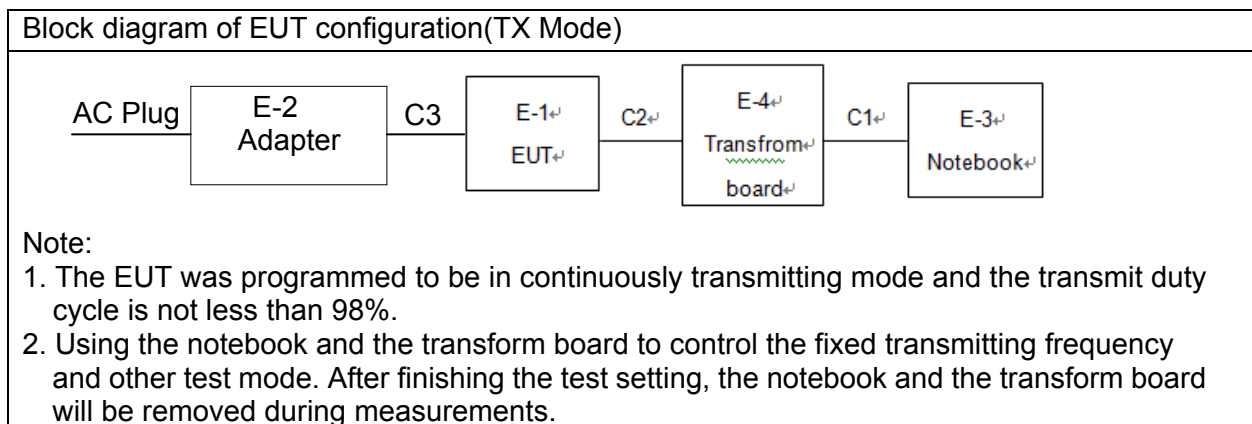 Block diagram of EUT configuration(TX Mode)
AC Plug
E-2
Adapter
C3
E-1↵
EUT↵
C2↵
E-4↵
Transfrom↵
board↵
C1↵
E-3↵
Notebook↵
Note:
1. The EUT was programmed to be in continuously transmitting mode and the transmit duty
cycle is not less than 98%.
2. Using the notebook and the transform board to control the fixed transmitting frequency
and other test mode. After finishing the test setting, the notebook and the transform board
will be removed during measurements.